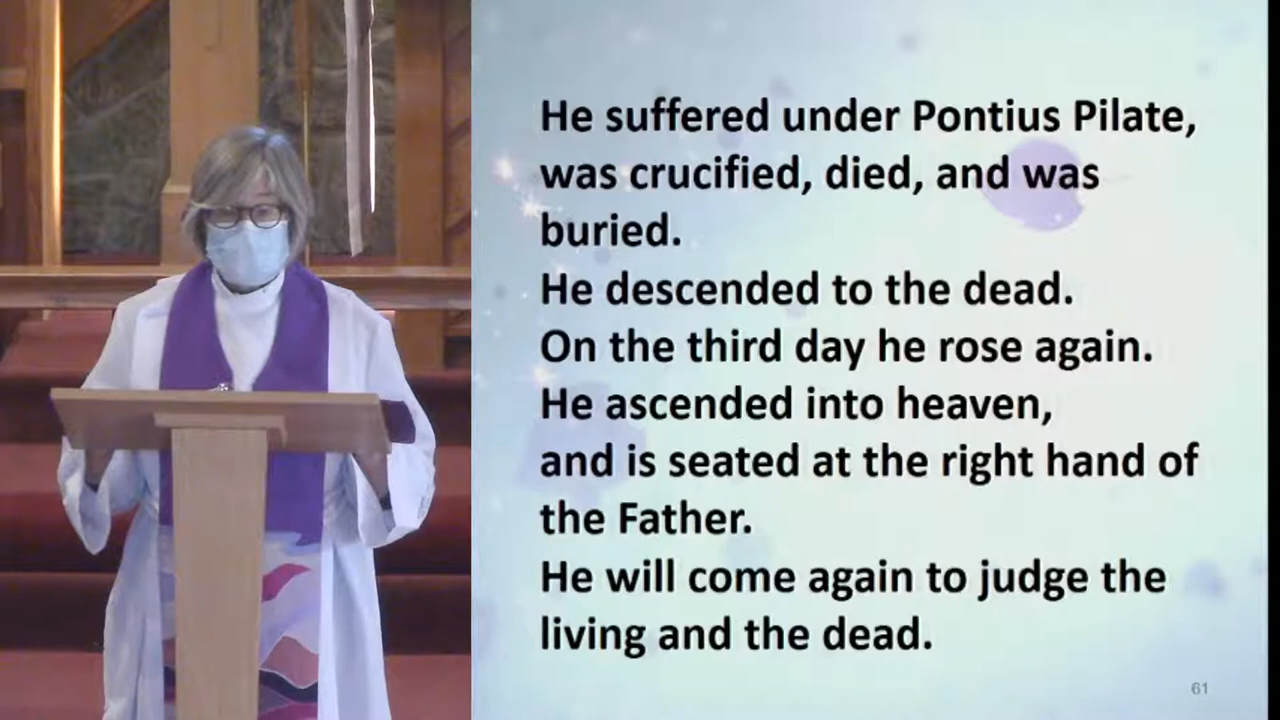 He suffered under Pontius Pilate,
was crucified, died, and was
buried.
He descended to the dead.
On the third day he rose again.
He ascended into heaven,
and is seated at the right hand of
the Father.
He will come again to judge the
living and the dead.
61